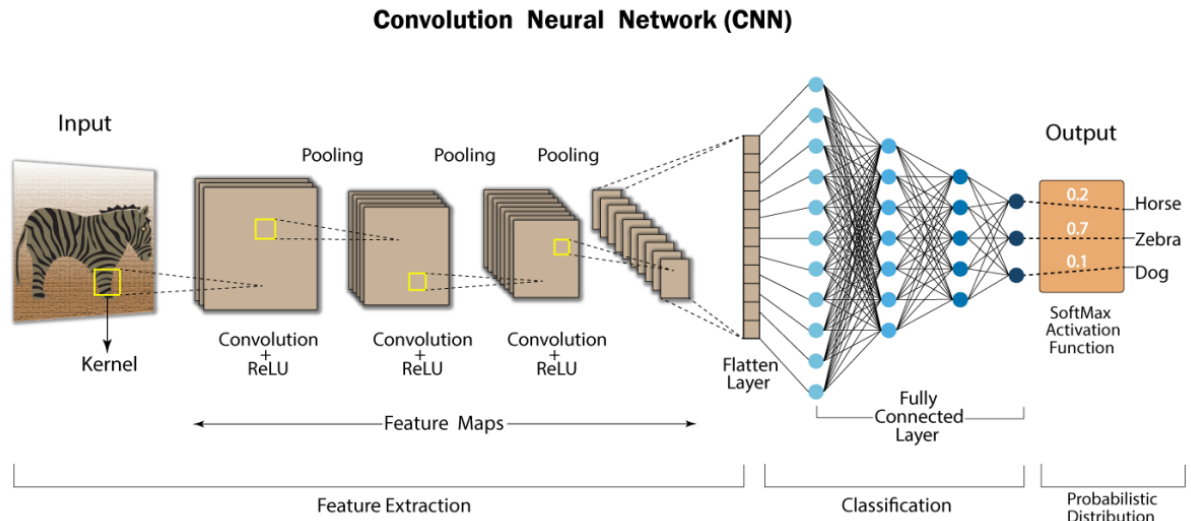 Convolution Neural Network (CNN)
Input
Output
Pooling
Pooling
Pooling
0.2
Horse
0.7
Zebra
0.1
Dog
Kernel
Convolution
+
ReLU
Convolution
+
ReLU
Convolution
+
ReLU
Flatten
Layer
SoftMax
Activation
Function
Feature Maps
Fully
Connected
Layer
Feature Extraction
Classification
Probabilistic
Distribution